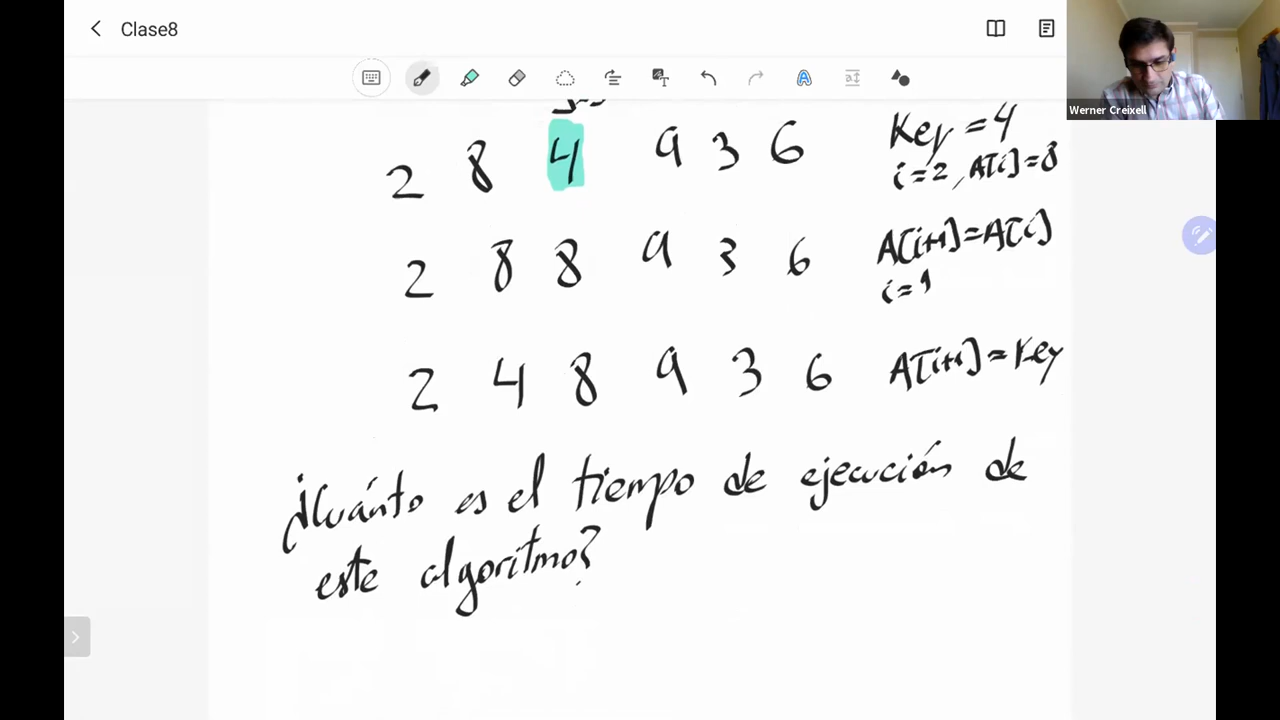 Clase8
Werner Creixell
2 8 4 9 3 6 Key = 4
i=2, A[i]=8
2 8 8 9 3 6 A[i+1]=A[i]
i=1
2 4 8 9 3 6 A[i+1]=Key
¿Cuánto es el tiempo de ejecución de
este algoritmo?